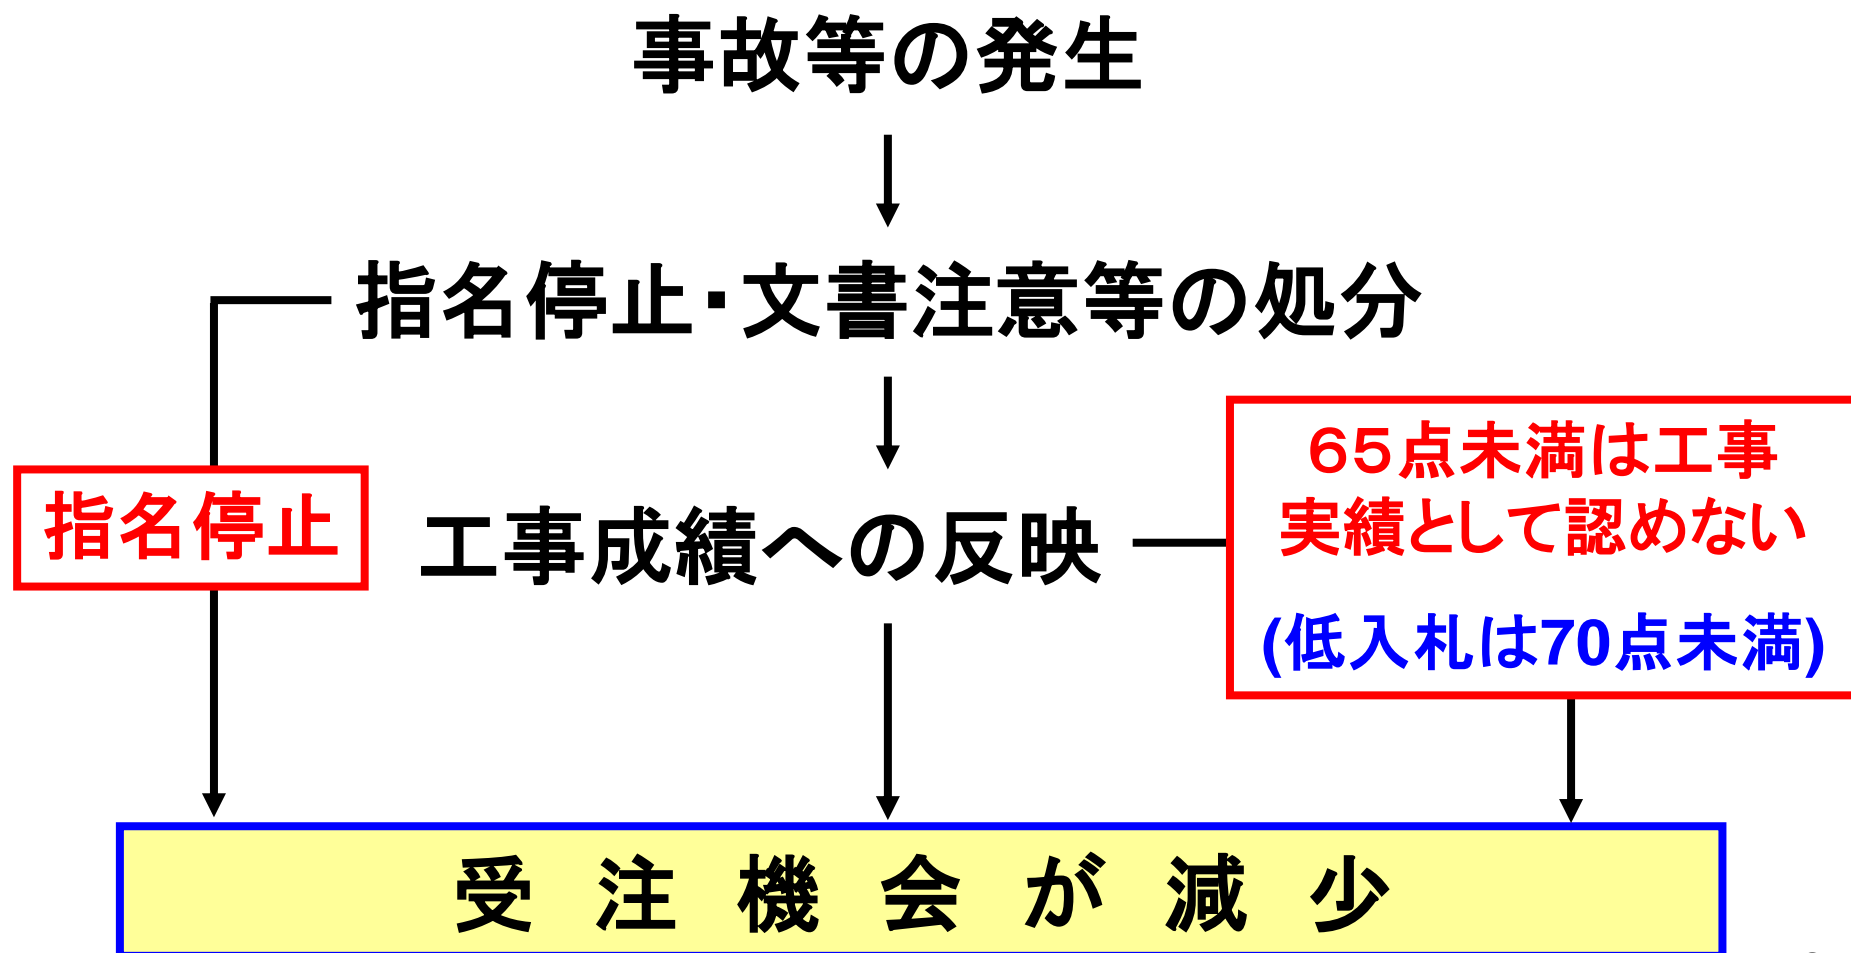 事故等の発生
指名停止・文書注意等の処分
指名停止
工事成績への反映
６５点未満は工事
実績として認めない
(低入札は70点未満)
受注機会が減少